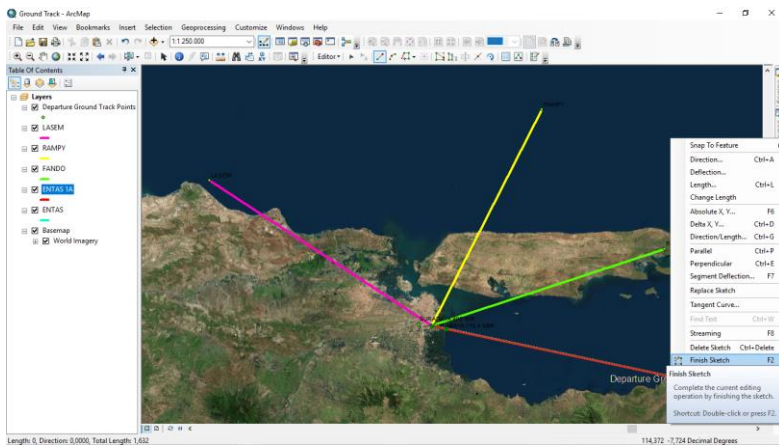 Ground Track - ArcMap
File Edit View Bookmarks Insert Selection Geoprocessing Customize Windows Help
1:1.250.000
Editor
Table Of Contents
Layers
Departure Ground Track Points
LASEM
RAMPY
FANDO
ENTAS 1A
ENTAS
Basemap
World Imagery
RAMPY
LASEM
Departure Gr
Snap To Feature
Direction... Ctrl+A
Deflection...
Length... Ctrl+L
Change Length
Absolute X, Y... F6
Delta X, Y... Ctrl+D
Direction/Length... Ctrl+G
Parallel Ctrl+P
Perpendicular Ctrl+E
Segment Deflection... F7
Replace Sketch
Tangent Curve...
Find Text Ctrl+W
Streaming F8
Delete Sketch Ctrl+Delete
Finish Sketch F2
Finish Sketch
Complete the current editing
operation by finishing the sketch.
Shortcut: Double-click or press F2.
Length: 0, Direction: 0,0000, Total Length: 1,632
114,372 -7,724 Decimal Degrees